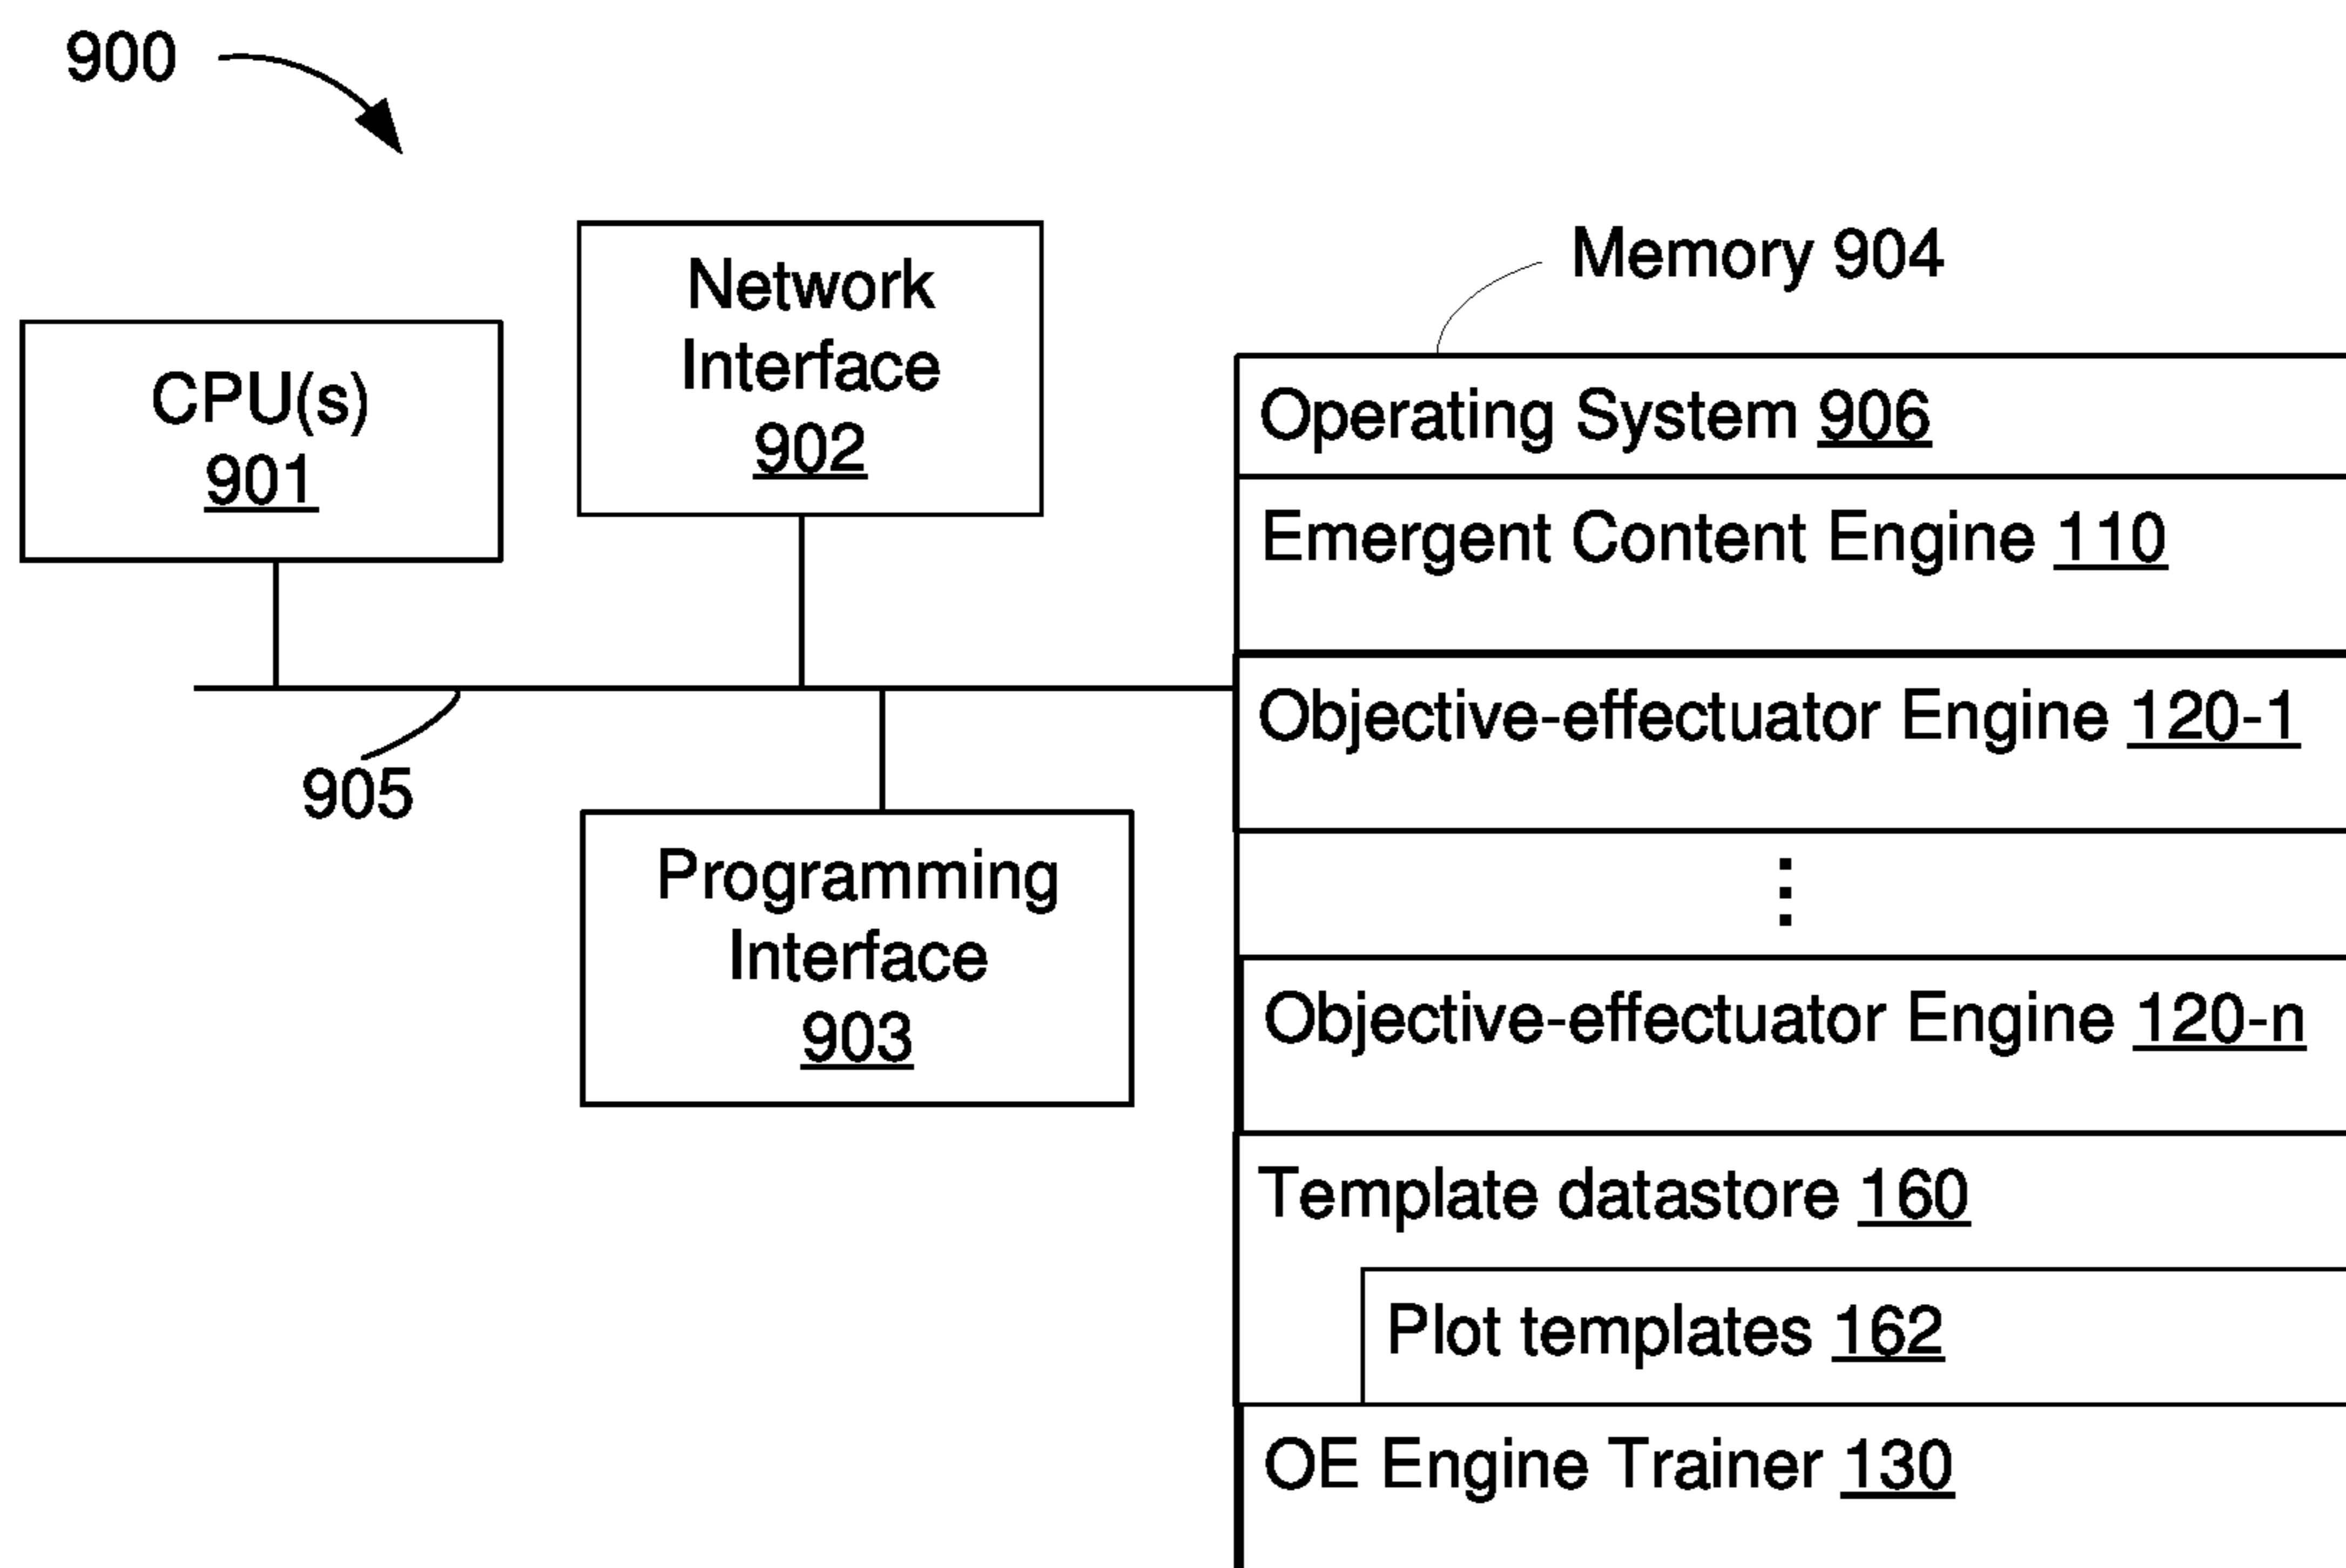 900
CPU(s)
901
Network
Interface
902
905
Programming
Interface
903
Memory 904
Operating System 906
Emergent Content Engine 110
Objective-effectuator Engine 120-1
Objective-effectuator Engine 120-n
Template datastore 160
Plot templates 162
OE Engine Trainer 130